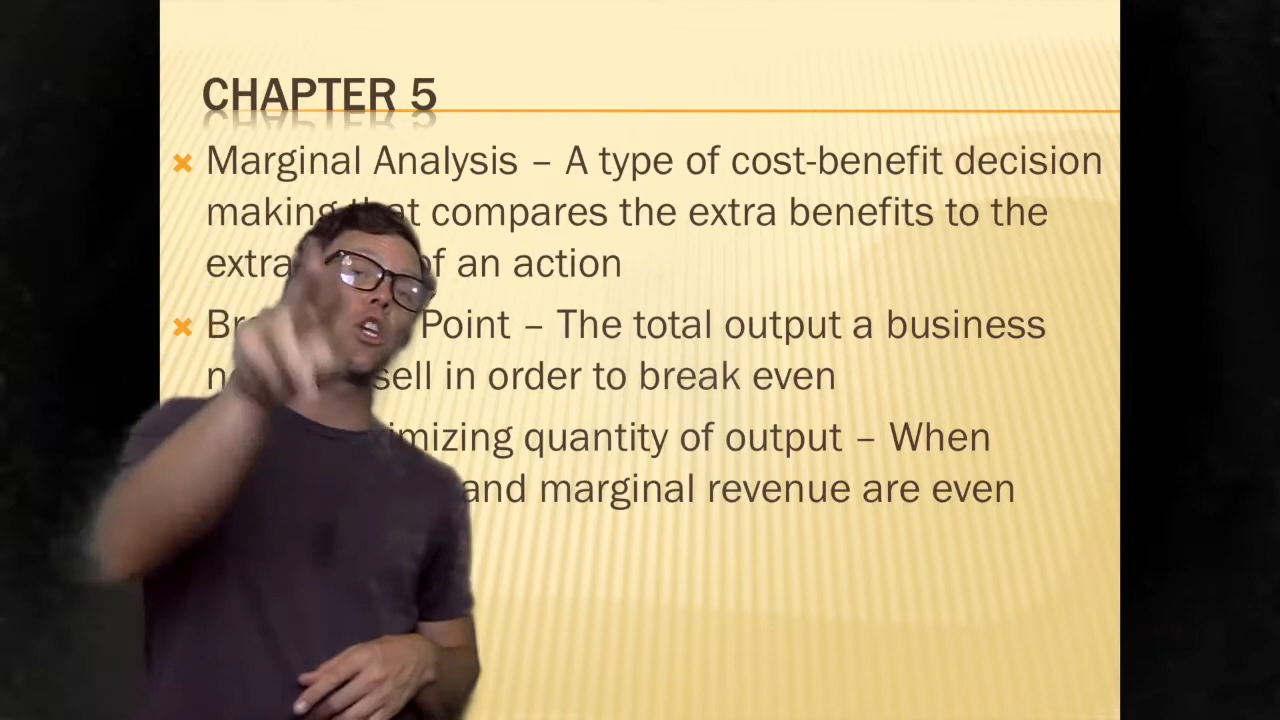 CHAPTER 5
Marginal Analysis – A type of cost-benefit decision
making that compares the extra benefits to the
extra of an action
Point – The total output a business
sell in order to break even
quantity of output – When
and marginal revenue are even